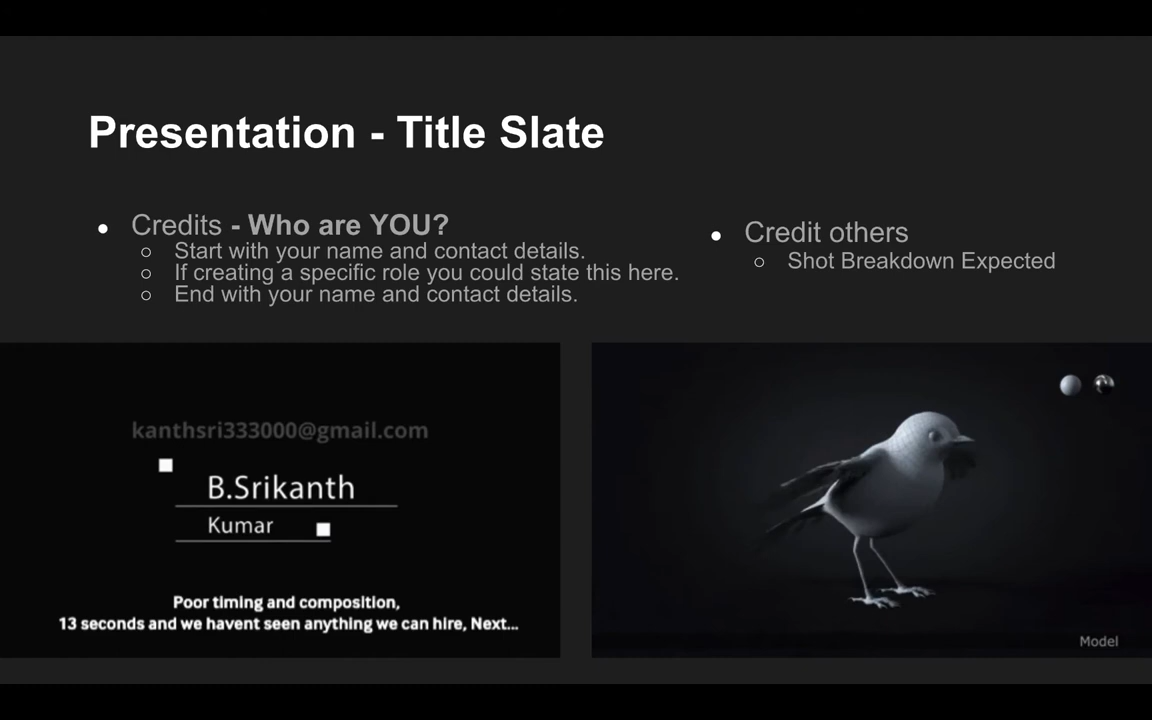 Presentation - Title Slate
Credits - Who are YOU?
Start with your name and contact details.
If creating a specific role you could state this here.
End with your name and contact details.
Credit others
Shot Breakdown Expected
kanthsri333000@gmail.com
B.Srikanth
Kumar
Poor timing and composition,
13 seconds and we havent seen anything we can hire, Next...
Model